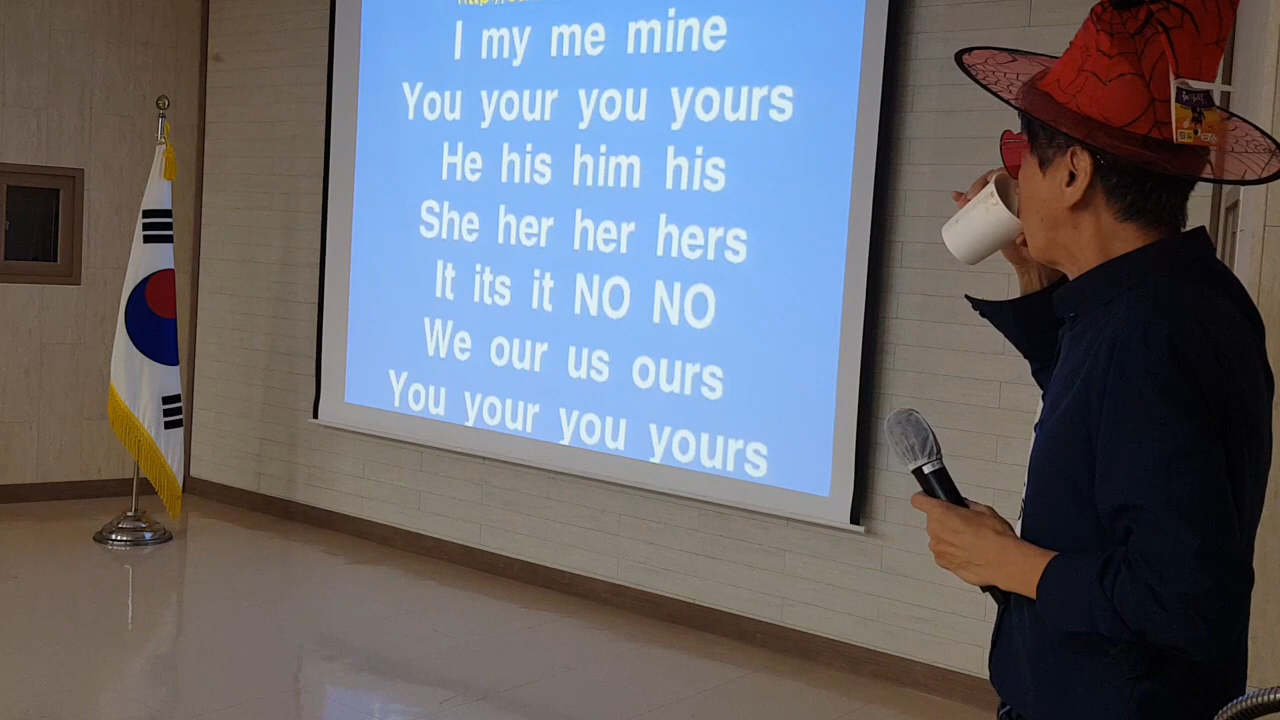 I my me mine
You your you yours
He his him his
She her her hers
It its it NO NO
We our us ours
You your you yours